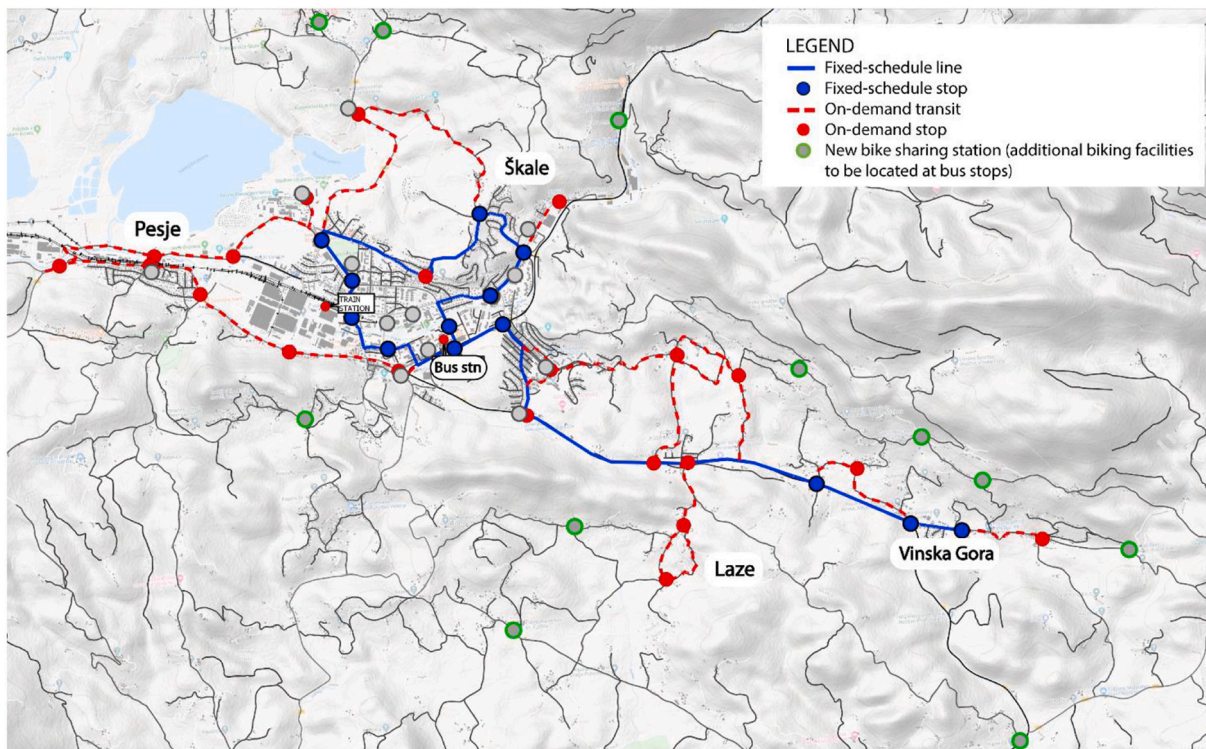 LEGEND
Fixed-schedule line
Fixed-schedule stop
On-demand transit
On-demand stop
New bike sharing station (additional biking facilities
to be located at bus stops)
Škale
Pesje
TRAIN
STATION
Bus stn
Laze
Vinska Gora